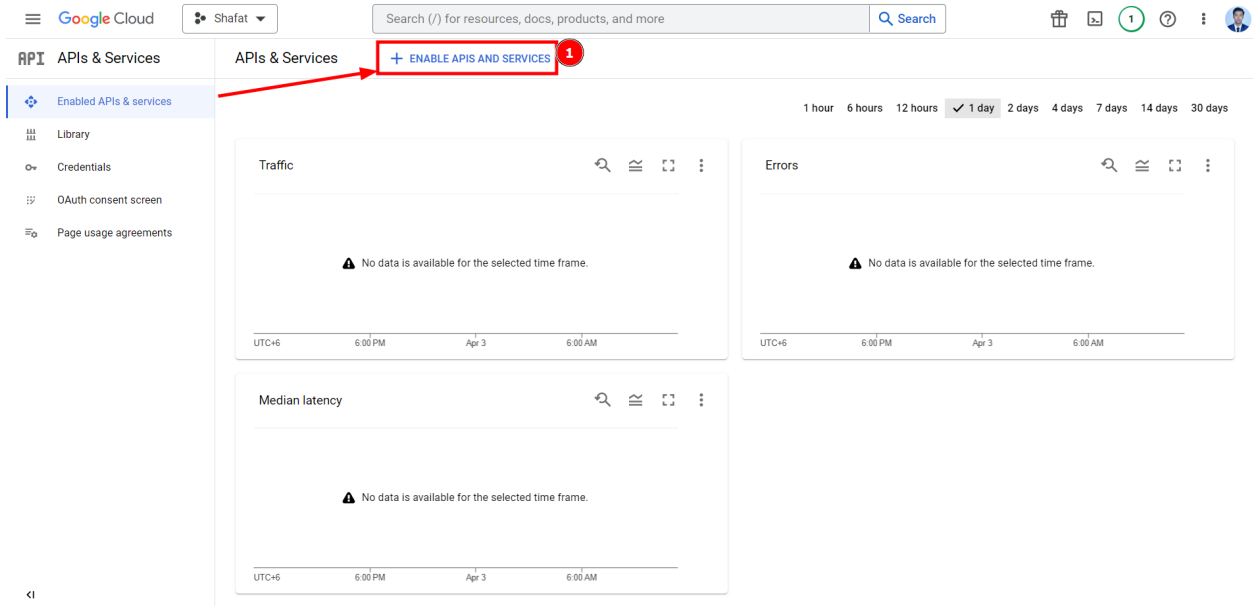 Google Cloud
Shafat
Search (/) for resources, docs, products, and more
Search
1
API APIs & Services
APIs & Services
+ ENABLE APIS AND SERVICES
1
Enabled APIs & services
Library
Credentials
OAuth consent screen
Page usage agreements
1 hour 6 hours 12 hours 1 day 2 days 4 days 7 days 14 days 30 days
Traffic
No data is available for the selected time frame.
UTC+6 6:00 PM Apr 3 6:00 AM
Errors
No data is available for the selected time frame.
UTC+6 6:00 PM Apr 3 6:00 AM
Median latency
No data is available for the selected time frame.
UTC+6 6:00 PM Apr 3 6:00 AM